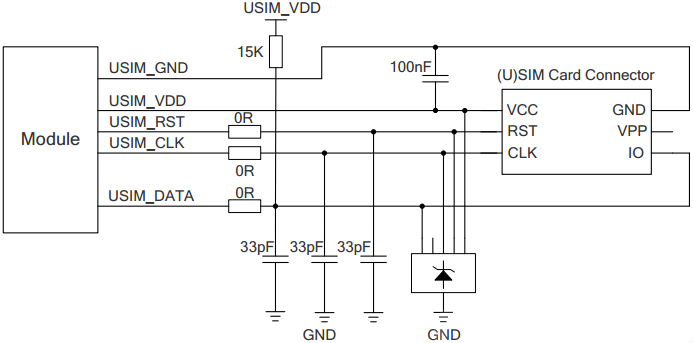 USIM_VDD
15K
USIM_GND
100nF
(U)SIM Card Connector
USIM_VDD
VCC
GND
USIM_RST
0R
RST
VPP
Module
USIM_CLK
CLK
IO
0R
USIM_DATA
0R
33pF
33pF
33pF
GND
GND